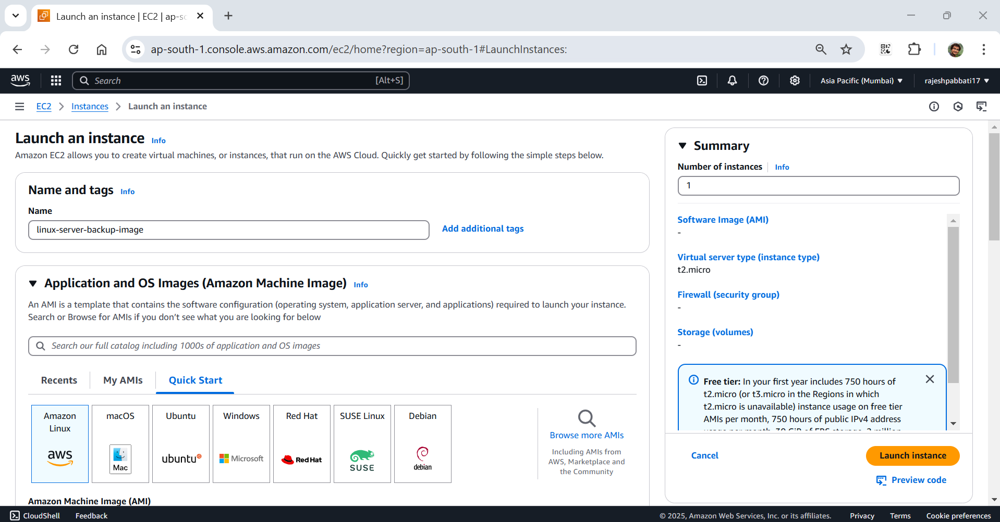 Launch an instance | EC2 | ap-sc
ap-south-1.console.aws.amazon.com/ec2/home?region=ap-south-1#LaunchInstances:
aws
Search
[Alt+S]
Asia Pacific (Mumbai)
rajeshpabbati17
EC2
Instances
Launch an instance
Launch an instance
Info
Amazon EC2 allows you to create virtual machines, or instances, that run on the AWS Cloud. Quickly get started by following the simple steps below.
Name and tags
Info
Name
linux-server-backup-image
Add additional tags
Application and OS Images (Amazon Machine Image)
Info
An AMI is a template that contains the software configuration (operating system, application server, and applications) required to launch your instance.
Search or Browse for AMIs if you don’t see what you are looking for below
Search our full catalog including 1000s of application and OS images
Recents
My AMIs
Quick Start
Amazon
Linux
aws
macOS
Mac
Ubuntu
ubuntu
Windows
Microsoft
Red Hat
Red Hat
SUSE Linux
SUSE
Debian
debian
Browse more AMIs
Including AMIs from
AWS, Marketplace and
the Community
Amazon Machine Image (AMI)
Summary
Number of instances
Info
1
Software Image (AMI)
-
Virtual server type (instance type)
t2.micro
Firewall (security group)
-
Storage (volumes)
-
Free tier: In your first year includes 750 hours of
t2.micro (or t3.micro in the Regions in which
t2.micro is unavailable) instance usage on free tier
AMIs per month, 750 hours of public IPv4 address
usage per month, 30 GiB of EBS storage, 2 million
Cancel
Launch instance
Preview code
CloudShell
Feedback
© 2025, Amazon Web Services, Inc. or its affiliates.
Privacy
Terms
Cookie preferences